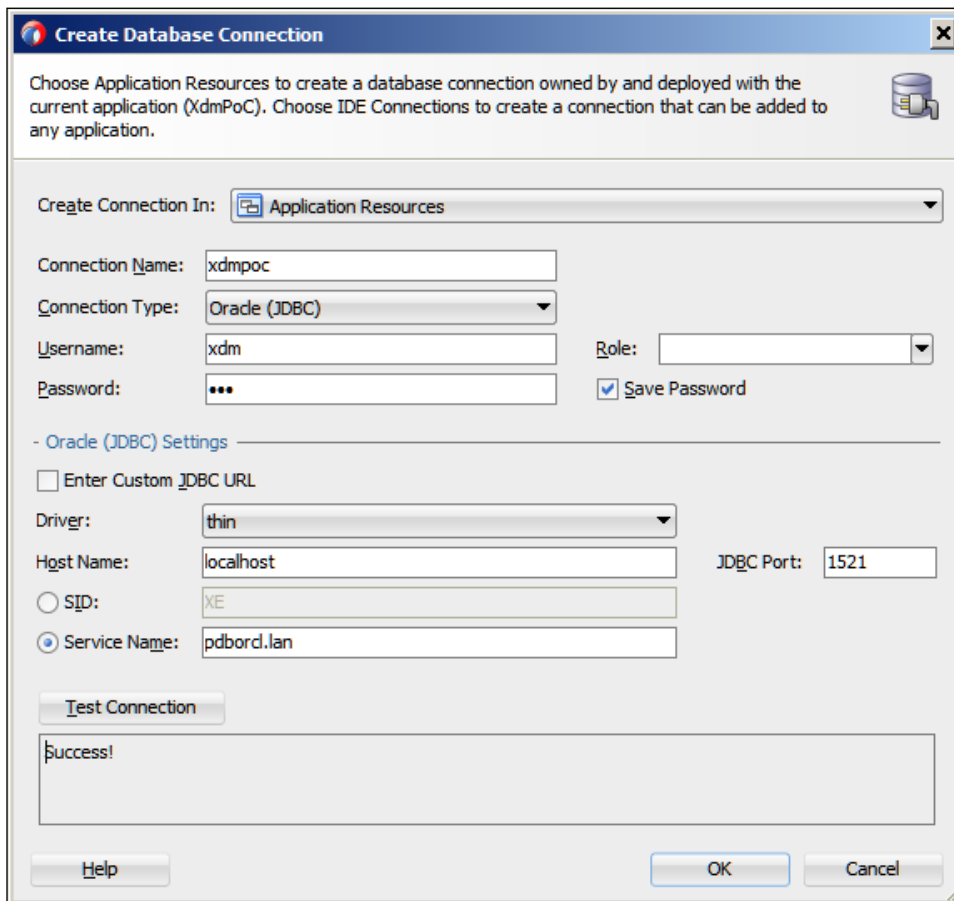 Create Database Connection
Choose Application Resources to create a database connection owned by and deployed with the
current application (XdmPoC). Choose IDE Connections to create a connection that can be added to
any application.
Create Connection In: Application Resources
Connection Name: xdmpoc
Connection Type: Oracle (JDBC)
Username: xdm Role:
Password: ••• Save Password
- Oracle (JDBC) Settings
Enter Custom JDBC URL
Driver: thin
Host Name: localhost JDBC Port: 1521
SID: XE
Service Name: pdborcl.lan
Test Connection
Success!
Help OK Cancel